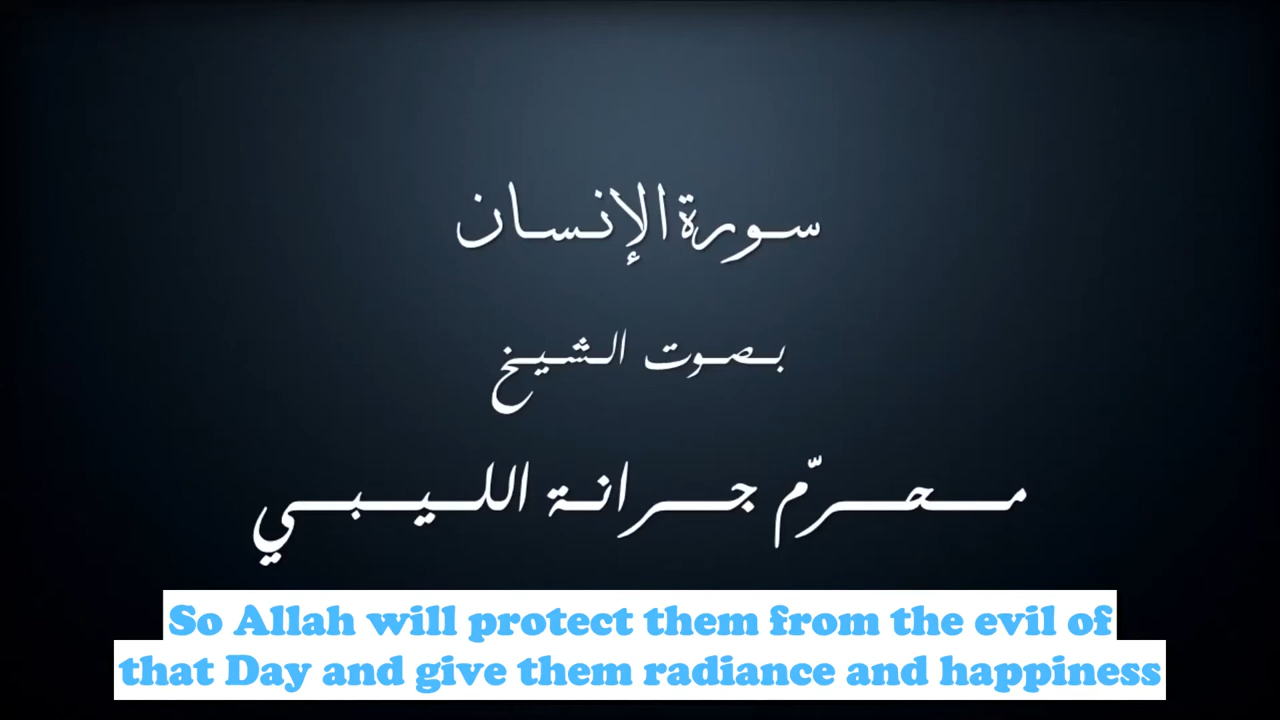 سورة الإنسان
بصوت الشيخ
محرّم جرانة الليبي
So Allah will protect them from the evil of
that Day and give them radiance and happiness